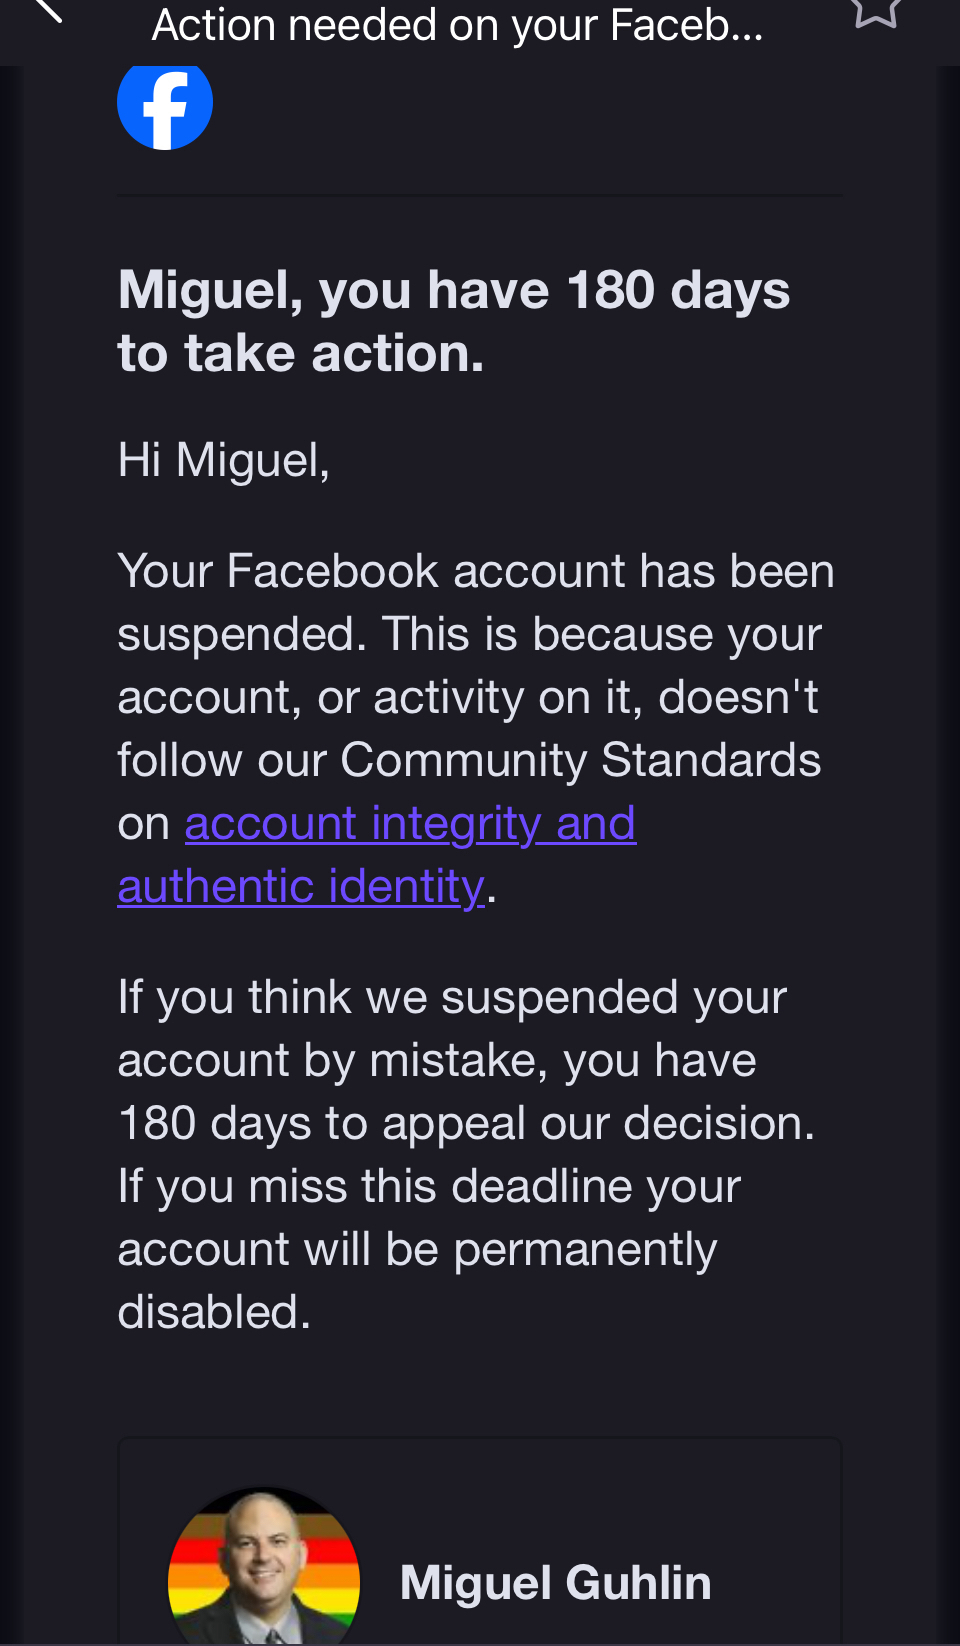 Action needed on your Faceb...
Miguel, you have 180 days
to take action.
Hi Miguel,
Your Facebook account has been
suspended. This is because your
account, or activity on it, doesn't
follow our Community Standards
on account integrity and
authentic identity.
If you think we suspended your
account by mistake, you have
180 days to appeal our decision.
If you miss this deadline your
account will be permanently
disabled.
Miguel Guhlin